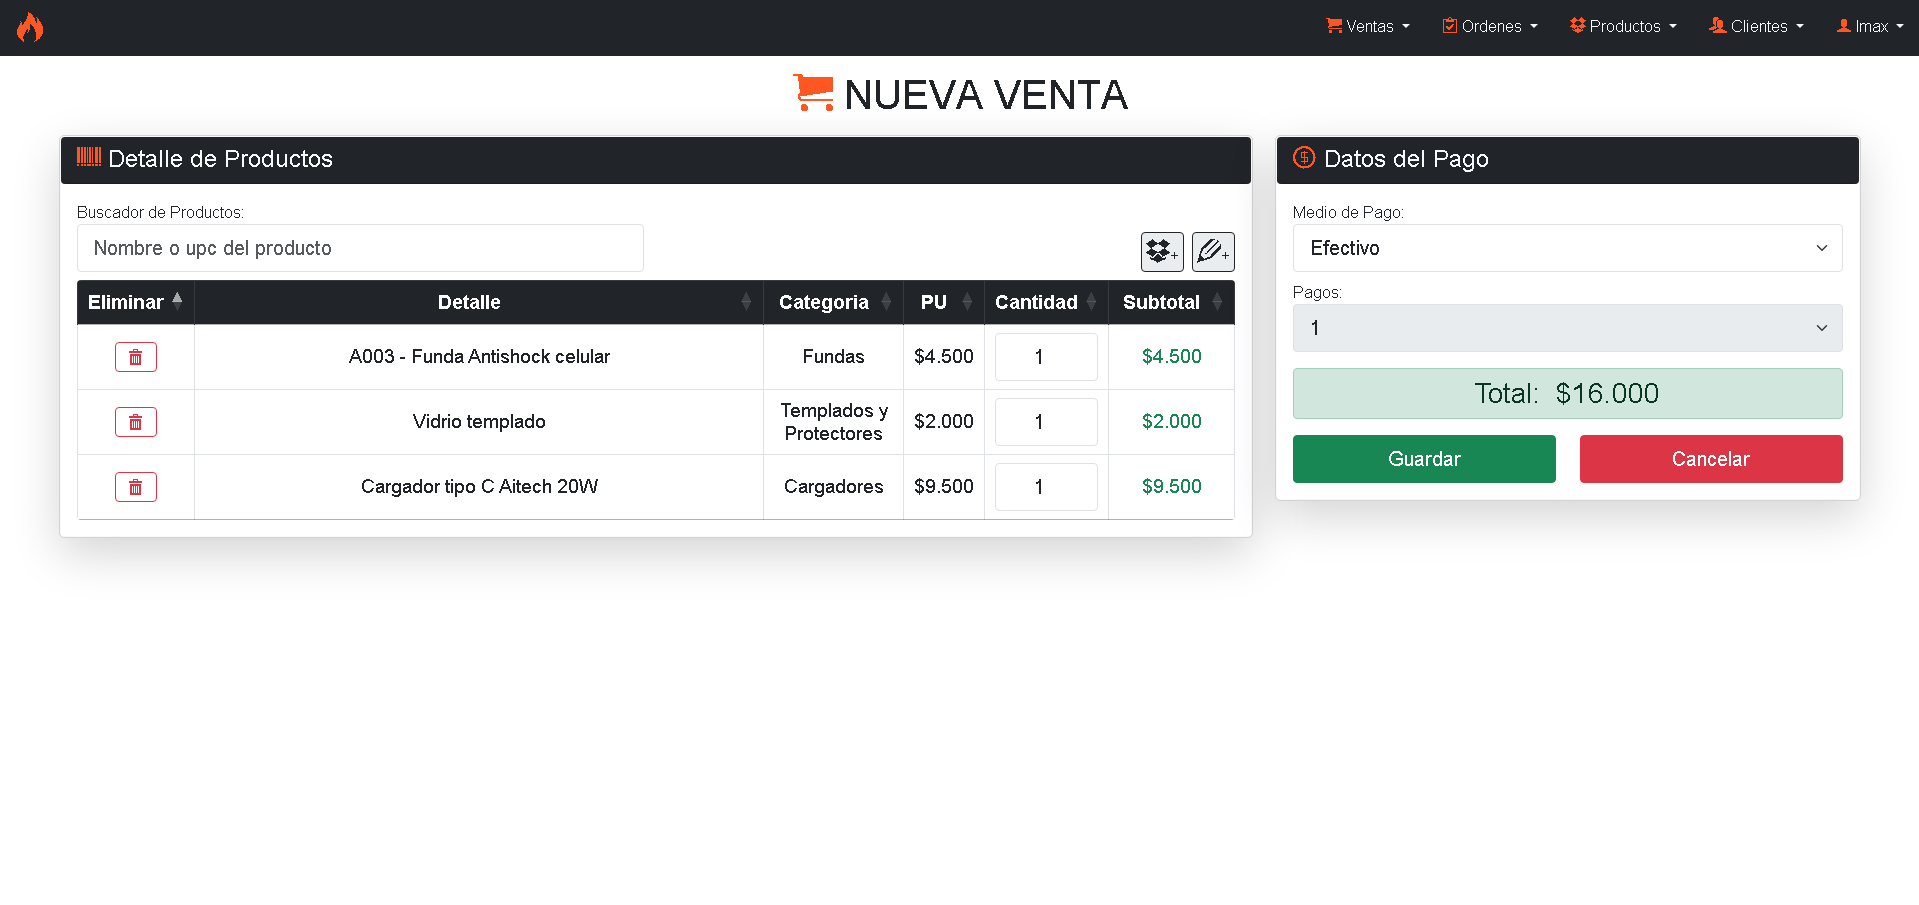 Ventas Ordenes Productos Clientes Imax
NUEVA VENTA
Detalle de Productos
Buscador de Productos:
Nombre o upc del producto
Eliminar Detalle Categoria PU Cantidad Subtotal
A003 - Funda Antishock celular Fundas $4.500 1 $4.500
Vidrio templado Templados y Protectores $2.000 1 $2.000
Cargador tipo C Aitech 20W Cargadores $9.500 1 $9.500
Datos del Pago
Medio de Pago:
Efectivo
Pagos:
1
Total: $16.000
Guardar Cancelar